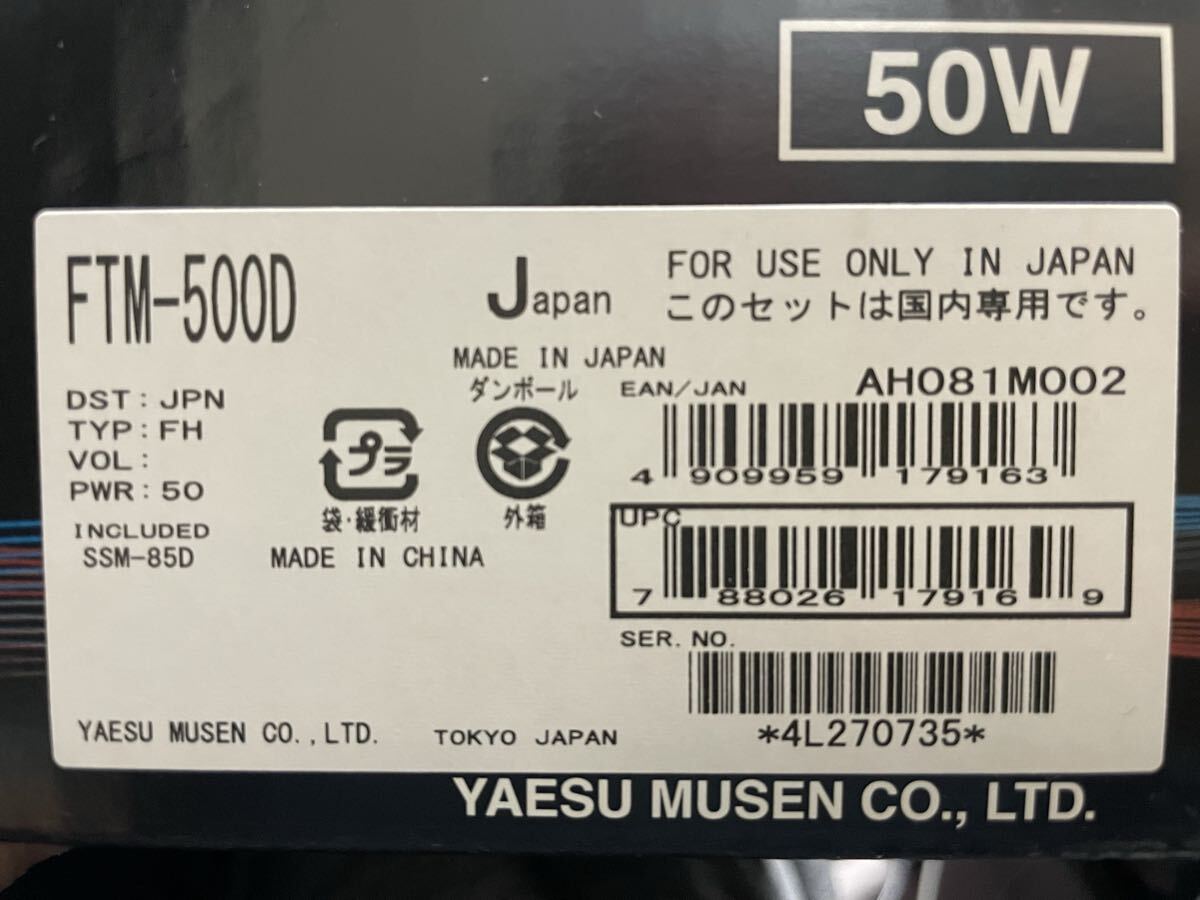 50W
FTM-500D
Japan
FOR USE ONLY IN JAPAN
このセットは国内専用です。
MADE IN JAPAN
DST: JPN
TYP: FH
VOL:
PWR: 50
INCLUDED
SSM-85D
プラ
袋・緩衝材
ダンボール
外箱
MADE IN CHINA
EAN/JAN
AH081M002
4 909959 179163
UPC
7 88026 17916 9
SER. NO.
*4L270735*
YAESU MUSEN CO.,LTD. TOKYO JAPAN
YAESU MUSEN CO., LTD.